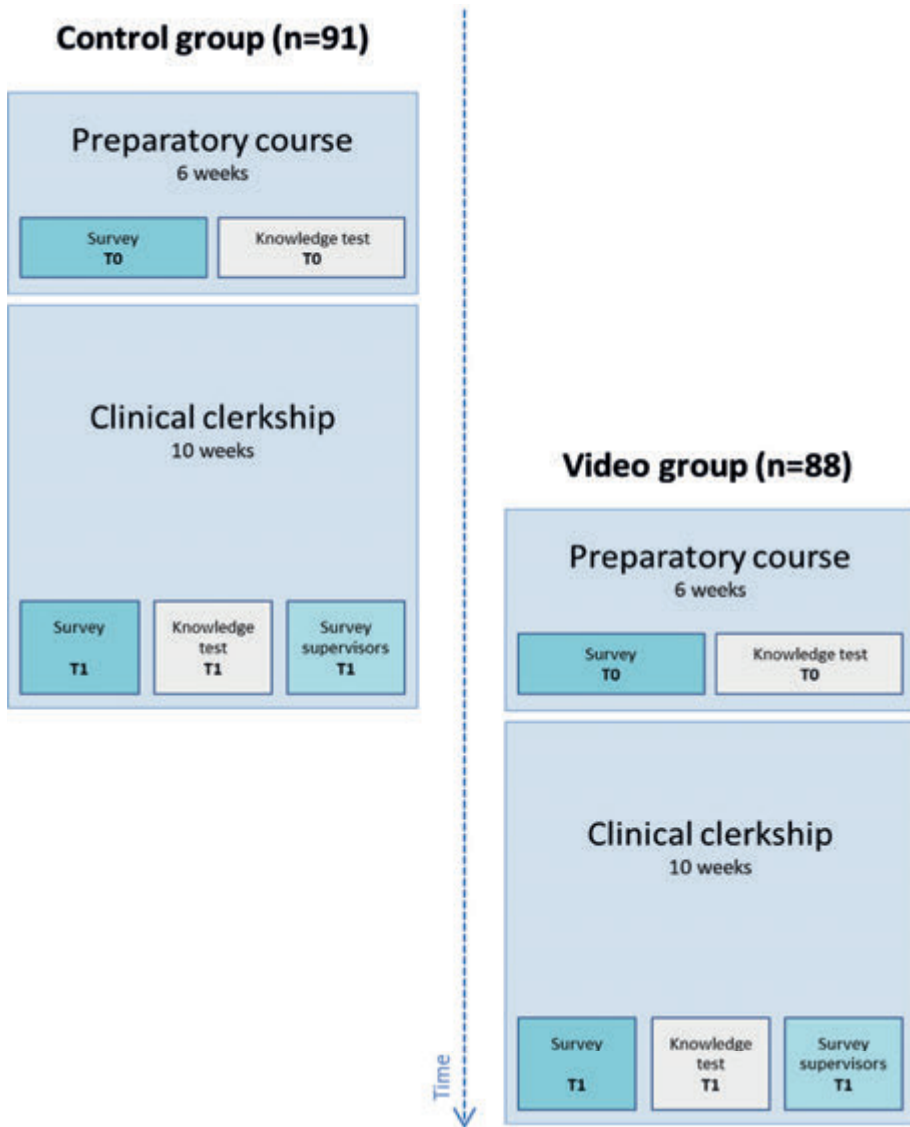 Control group (n=91)
Preparatory course
6 weeks
Survey
T0
Knowledge test
T0
Clinical clerkship
10 weeks
Survey
T1
Knowledge
test
T1
Survey
supervisors
T1
Time
Video group (n=88)
Preparatory course
6 weeks
Survey
T0
Knowledge test
T0
Clinical clerkship
10 weeks
Survey
T1
Knowledge
test
T1
Survey
supervisors
T1